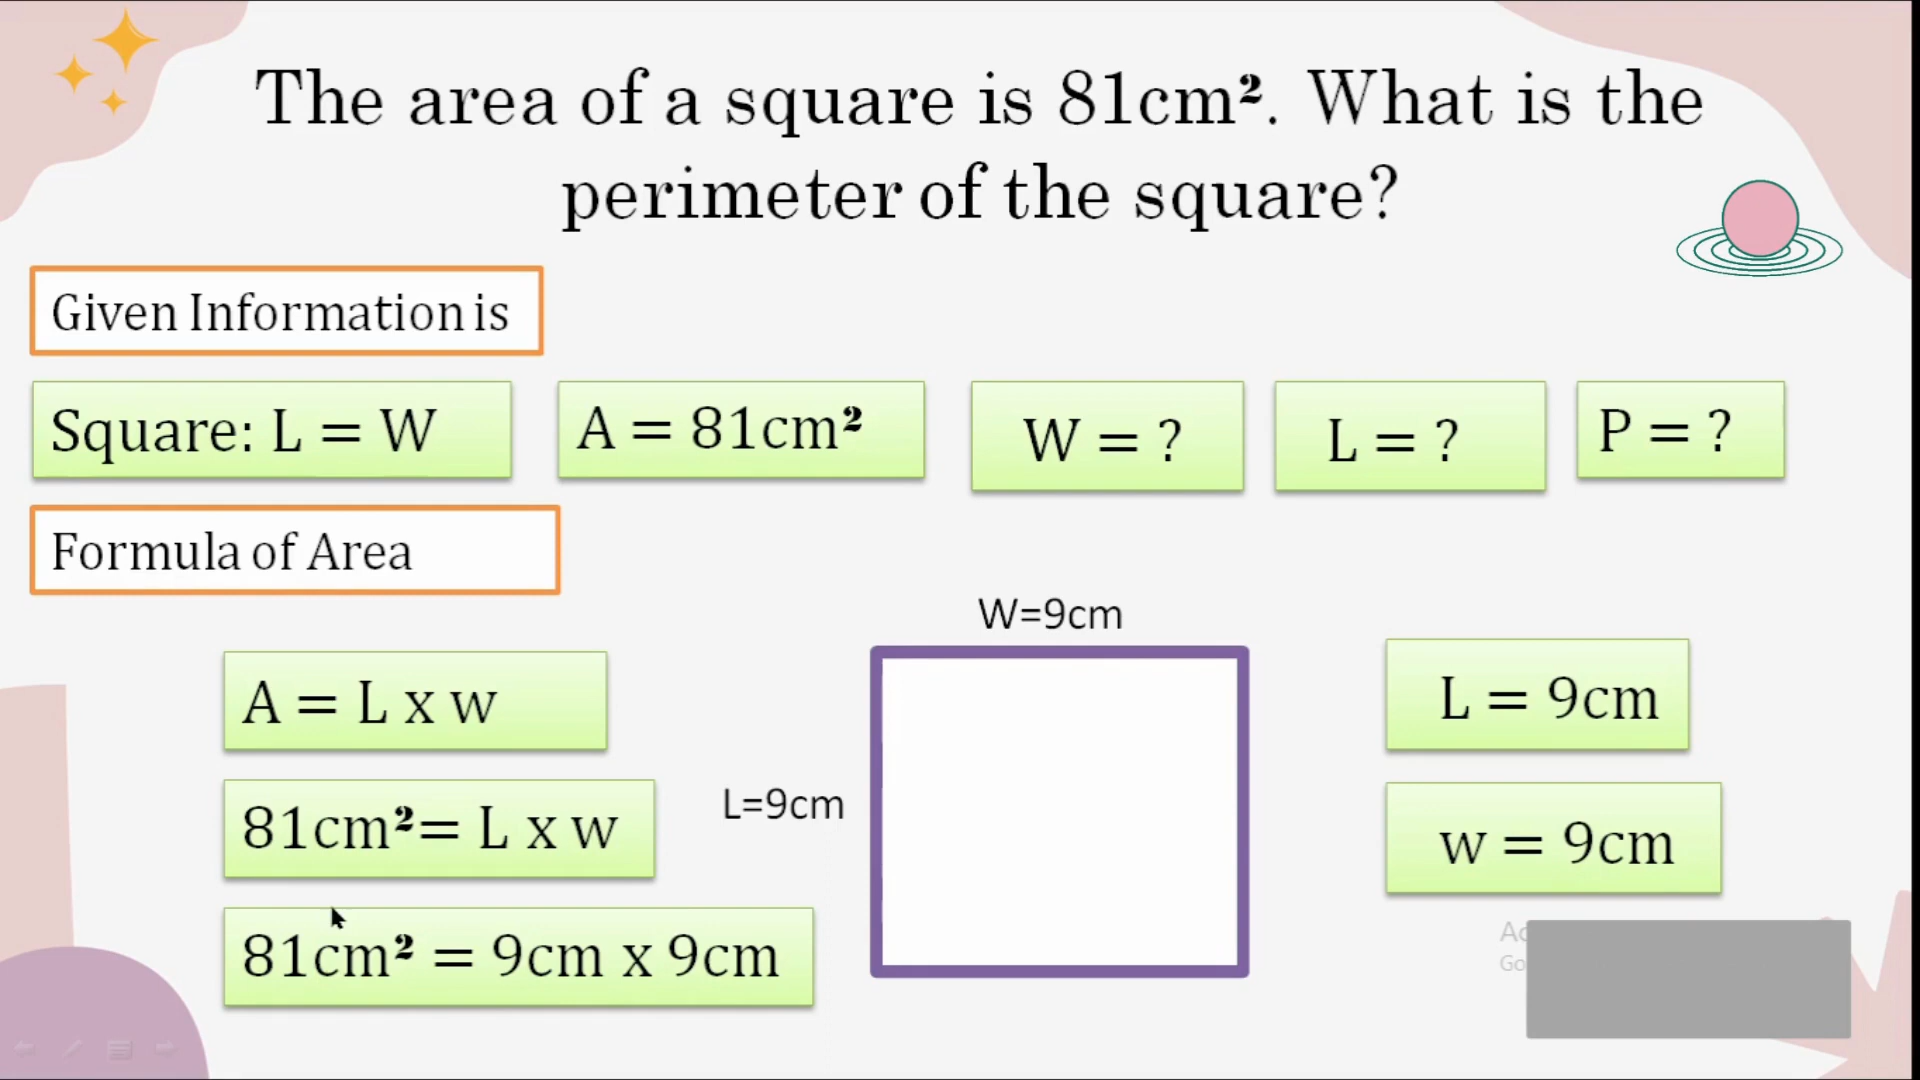 The area of a square is 81cm². What is the
perimeter of the square?
Given Information is
Square: L = W
A = 81cm²
W = ?
L = ?
P = ?
Formula of Area
W=9cm
A = L x w
L = 9cm
81cm²= L x w
L=9cm
w = 9cm
81cm² = 9cm x 9cm